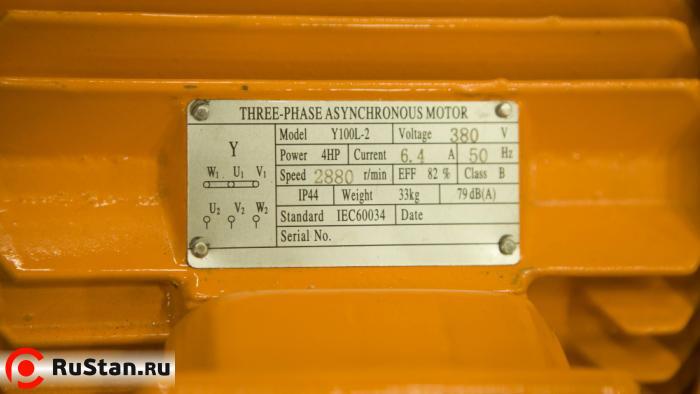 THREE-PHASE ASYNCHRONOUS MOTOR
Y
W1 U1 V1
U2 V2 W2
Model Y100L-2 Voltage 380 V
Power 4HP Current 6.4 A 50 Hz
Speed 2880 r/min EFF 82 % Class B
IP44 Weight 33kg 79 dB(A)
Standard IEC60034 Date
Serial No.
RuStan.ru